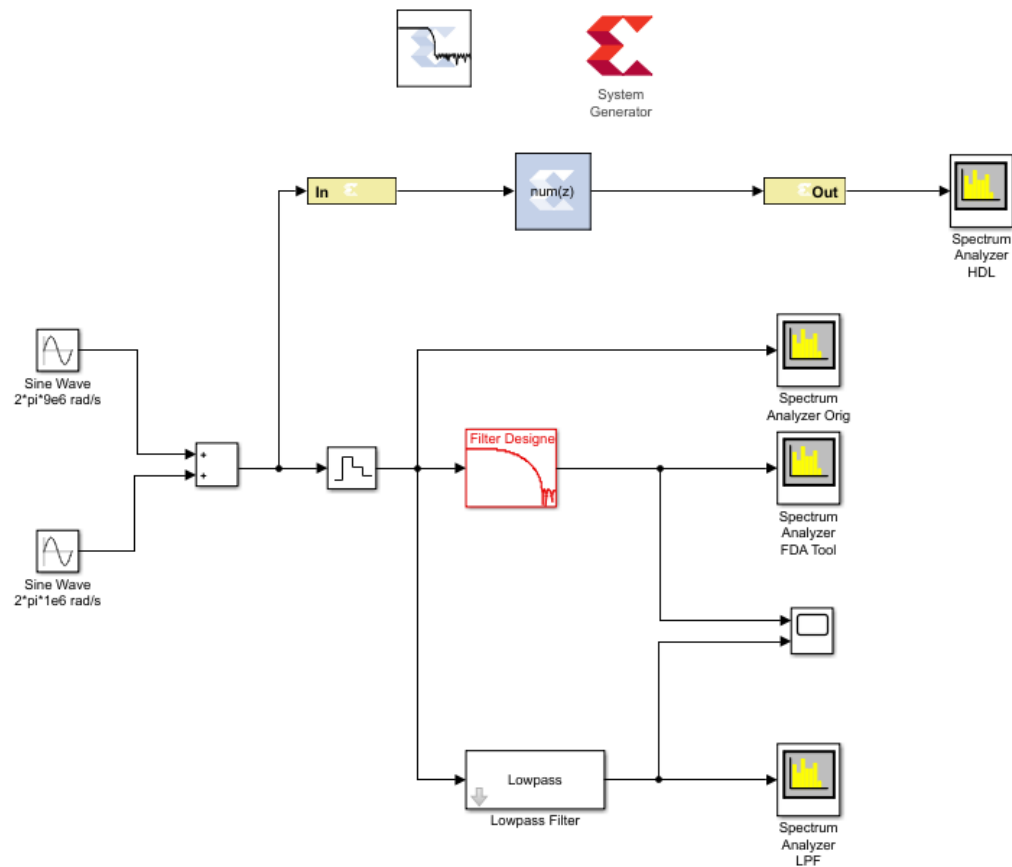 System
Generator
In
num(z)
Out
Spectrum
Analyzer
HDL
Sine Wave
2*pi*9e6 rad/s
Spectrum
Analyzer Orig
+
+
Filter Designe
Spectrum
Analyzer
FDA Tool
Sine Wave
2*pi*1e6 rad/s
Lowpass
Lowpass Filter
Spectrum
Analyzer
LPF